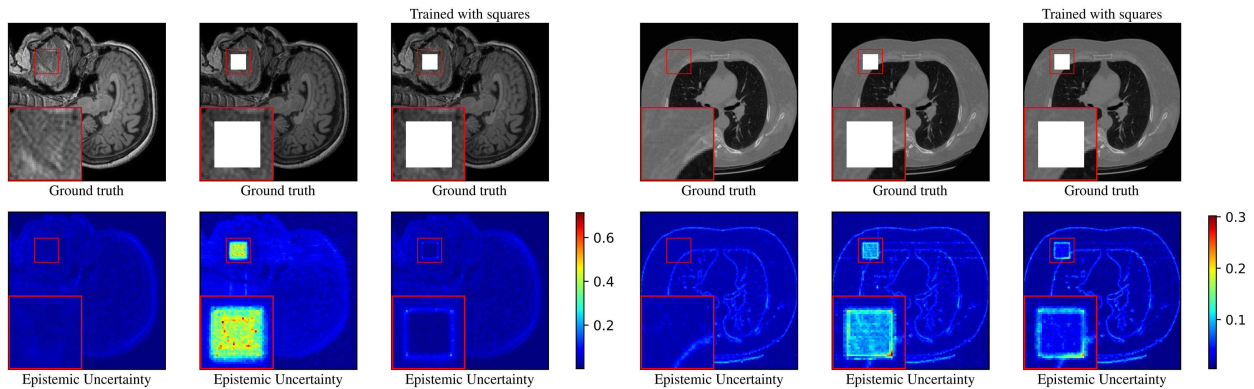 Trained with squares
Trained with squares
Ground truth
Ground truth
Ground truth
Ground truth
Ground truth
Ground truth
0.6
0.4
0.2
0.3
0.2
0.1
Epistemic Uncertainty
Epistemic Uncertainty
Epistemic Uncertainty
Epistemic Uncertainty
Epistemic Uncertainty
Epistemic Uncertainty